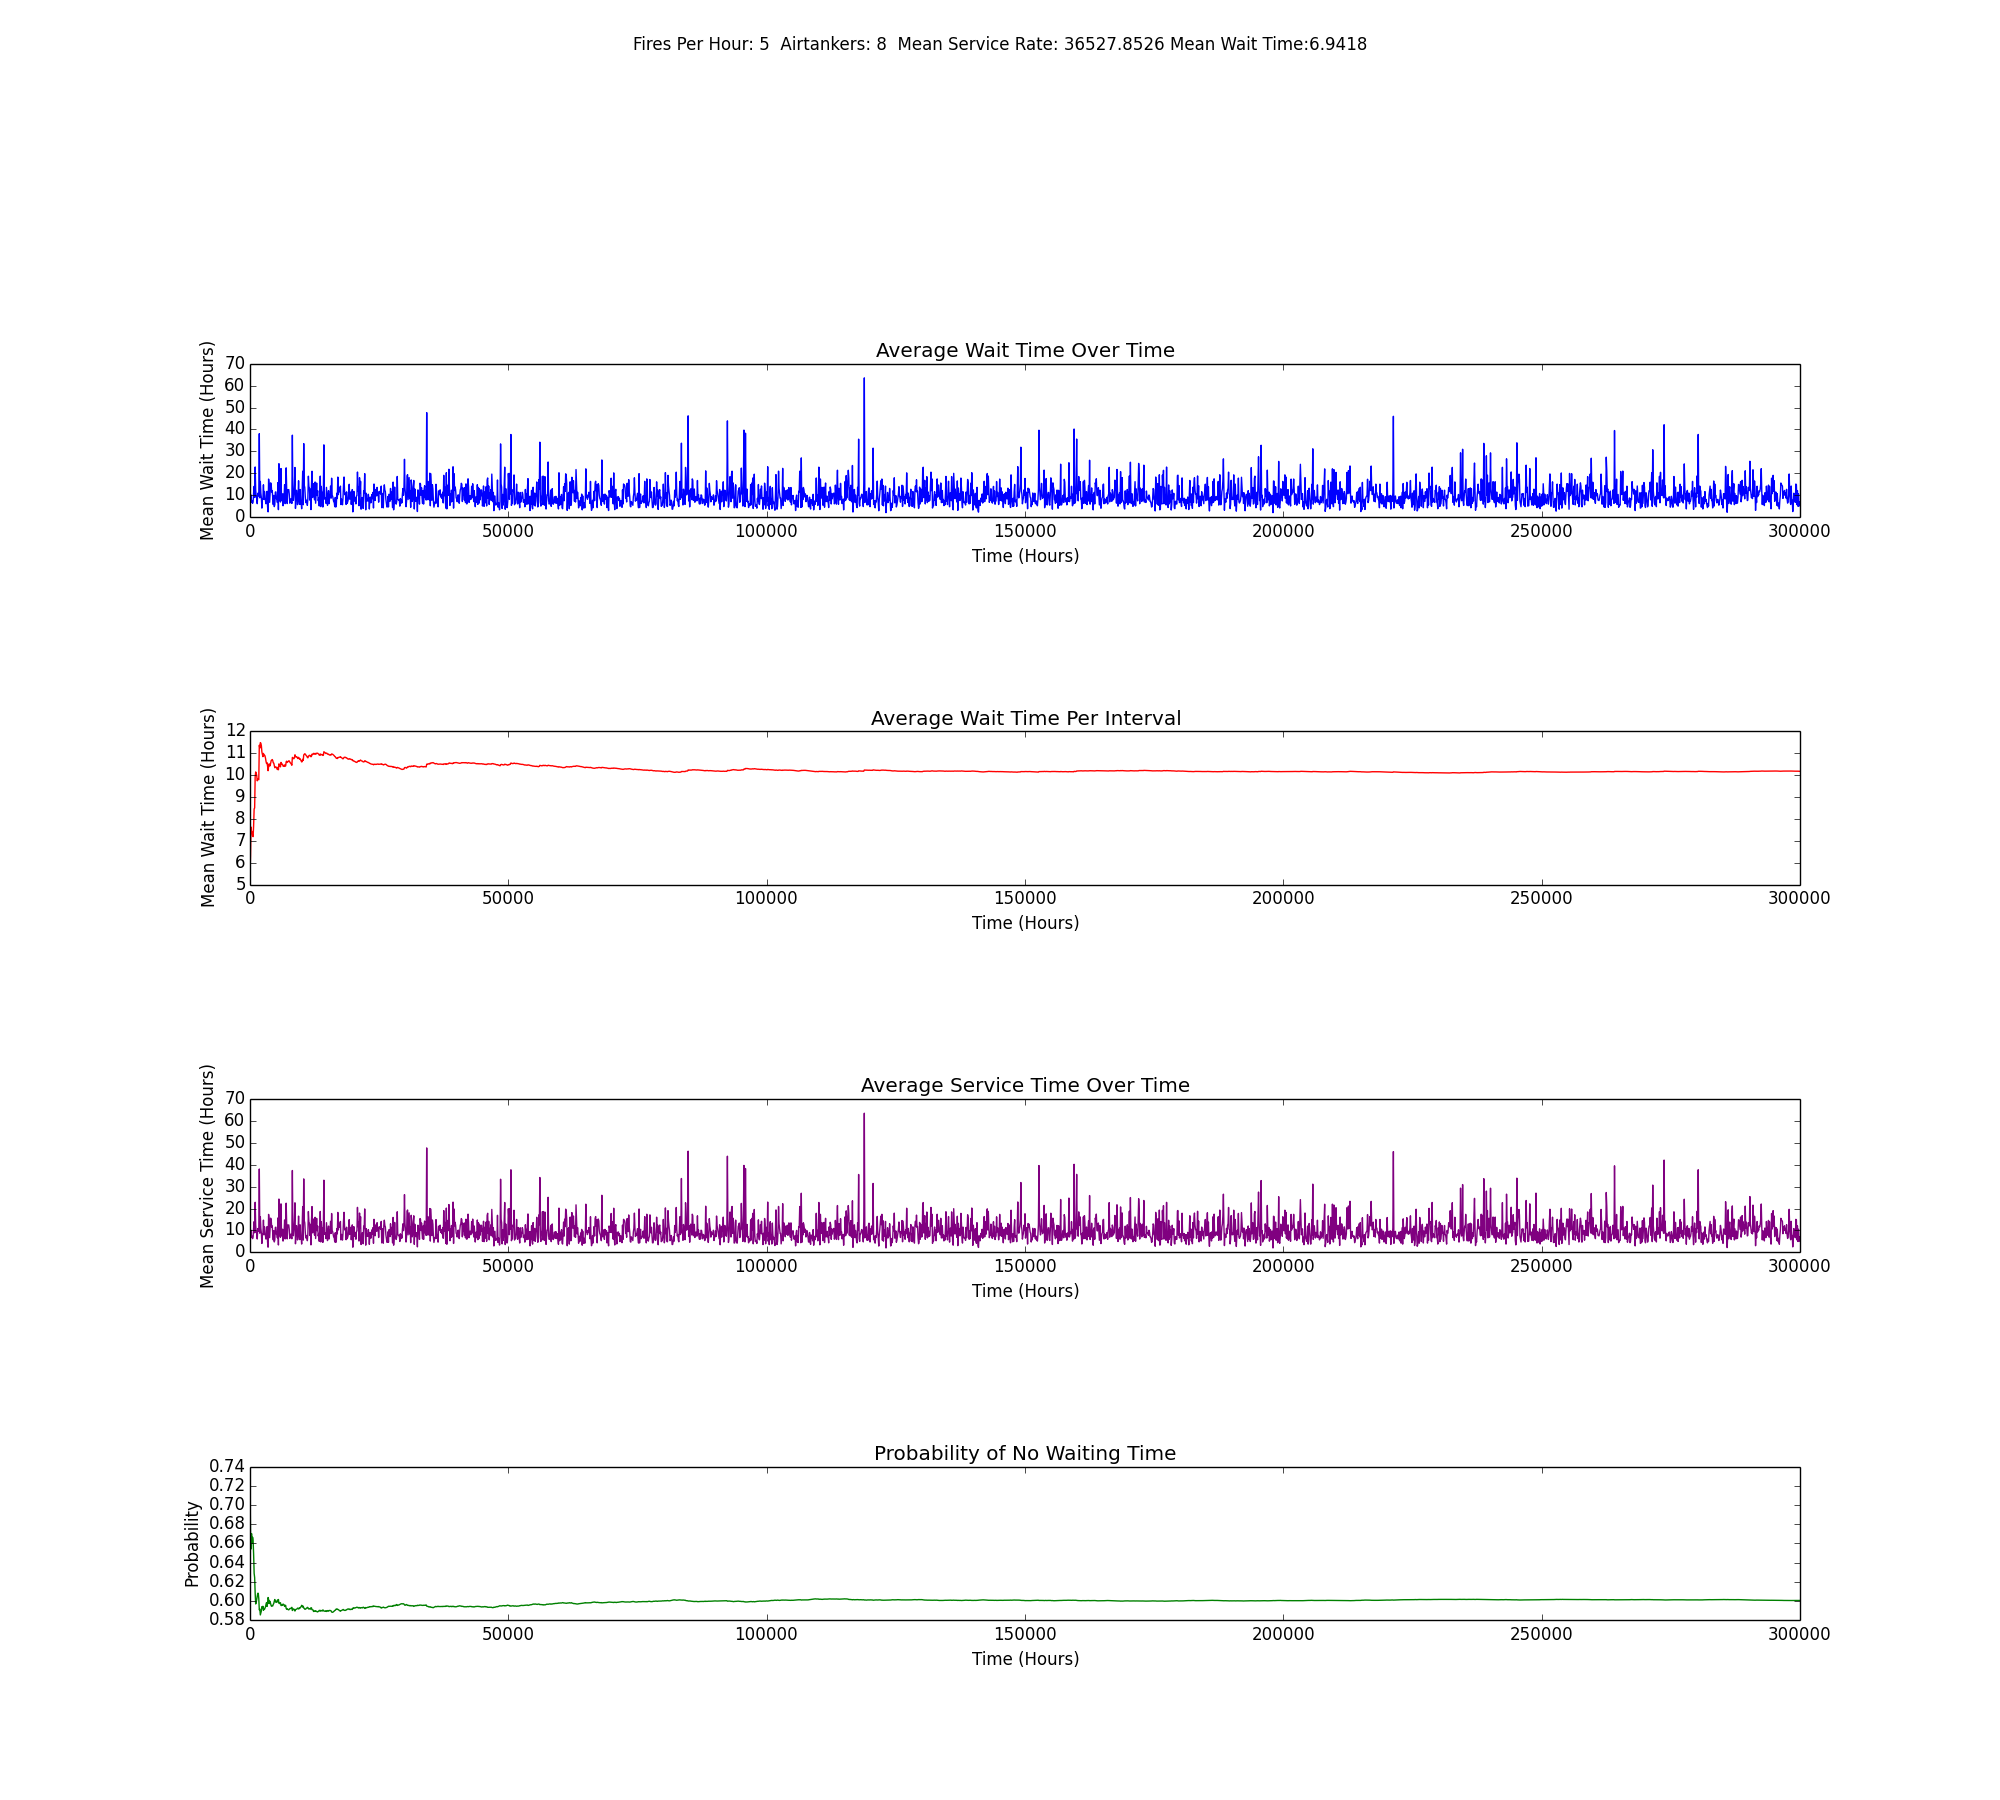 Fires Per Hour: 5  Airtankers: 8  Mean Service Rate: 36527.8526 Mean Wait Time:6.9418
Average Wait Time Over Time
Mean Wait Time (Hours)
70
60
50
40
30
20
10
0
0 50000 100000 150000 200000 250000 300000
Time (Hours)
Average Wait Time Per Interval
Mean Wait Time (Hours)
12
11
10
9
8
7
6
5
0 50000 100000 150000 200000 250000 300000
Time (Hours)
Average Service Time Over Time
Mean Service Time (Hours)
70
60
50
40
30
20
10
0
0 50000 100000 150000 200000 250000 300000
Time (Hours)
Probability of No Waiting Time
Probability
0.74
0.72
0.70
0.68
0.66
0.64
0.62
0.60
0.58
0 50000 100000 150000 200000 250000 300000
Time (Hours)